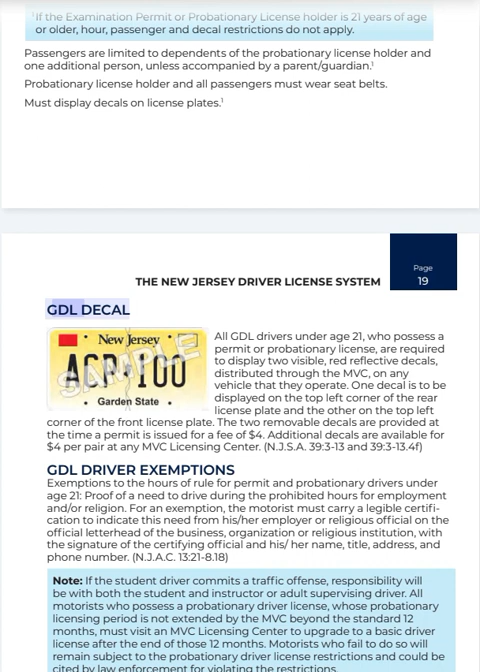 ¹If the Examination Permit or Probationary License holder is 21 years of age
or older, hour, passenger and decal restrictions do not apply.
Passengers are limited to dependents of the probationary license holder and
one additional person, unless accompanied by a parent/guardian.¹
Probationary license holder and all passengers must wear seat belts.
Must display decals on license plates.¹
Page
19
THE NEW JERSEY DRIVER LICENSE SYSTEM
GDL DECAL
New Jersey
ACP 100
SAMPLE
Garden State
All GDL drivers under age 21, who possess a
permit or probationary license, are required
to display two visible, red reflective decals,
distributed through the MVC, on any
vehicle that they operate. One decal is to be
displayed on the top left corner of the rear
license plate and the other on the top left
corner of the front license plate. The two removable decals are provided at
the time a permit is issued for a fee of $4. Additional decals are available for
$4 per pair at any MVC Licensing Center. (N.J.S.A. 39:3-13 and 39:3-13.4f)
GDL DRIVER EXEMPTIONS
Exemptions to the hours of rule for permit and probationary drivers under
age 21: Proof of a need to drive during the prohibited hours for employment
and/or religion. For an exemption, the motorist must carry a legible certifi-
cation to indicate this need from his/her employer or religious official on the
official letterhead of the business, organization or religious institution, with
the signature of the certifying official and his/ her name, title, address, and
phone number. (N.J.A.C. 13:21-8.18)
Note: If the student driver commits a traffic offense, responsibility will
be with both the student and instructor or adult supervising driver. All
motorists who possess a probationary driver license, whose probationary
licensing period is not extended by the MVC beyond the standard 12
months, must visit an MVC Licensing Center to upgrade to a basic driver
license after the end of those 12 months. Motorists who fail to do so will
remain subject to the probationary driver license restrictions and could be
cited by law enforcement for violating the restrictions.